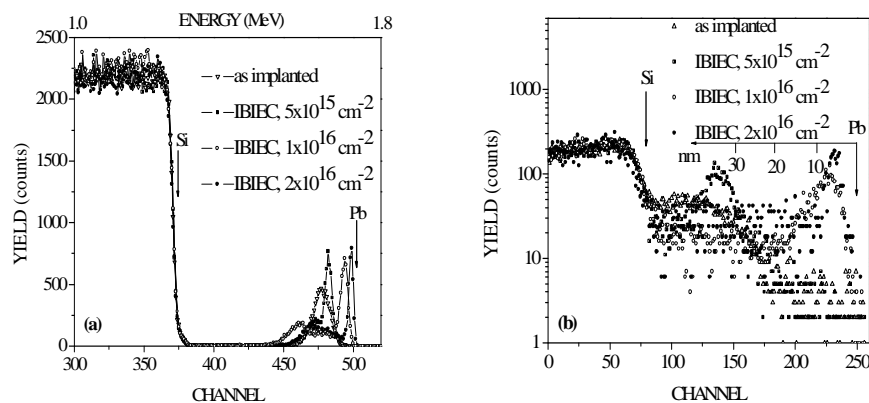 ENERGY (MeV)
1.0
1.8
2500
2000
1500
1000
500
0
YIELD (counts)
as implanted
IBIEC, 5x10^15 cm^-2
IBIEC, 1x10^16 cm^-2
IBIEC, 2x10^16 cm^-2
Si
Pb
(a)
300
350
400
450
500
CHANNEL
as implanted
IBIEC, 5x10^15 cm^-2
IBIEC, 1x10^16 cm^-2
IBIEC, 2x10^16 cm^-2
Si
Pb
nm
30
20
10
1000
100
10
1
YIELD (counts)
(b)
0
50
100
150
200
250
CHANNEL